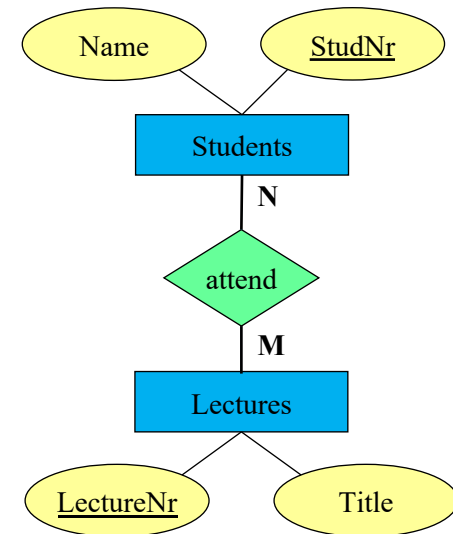 Name
StudNr
Students
N
attend
M
Lectures
LectureNr
Title